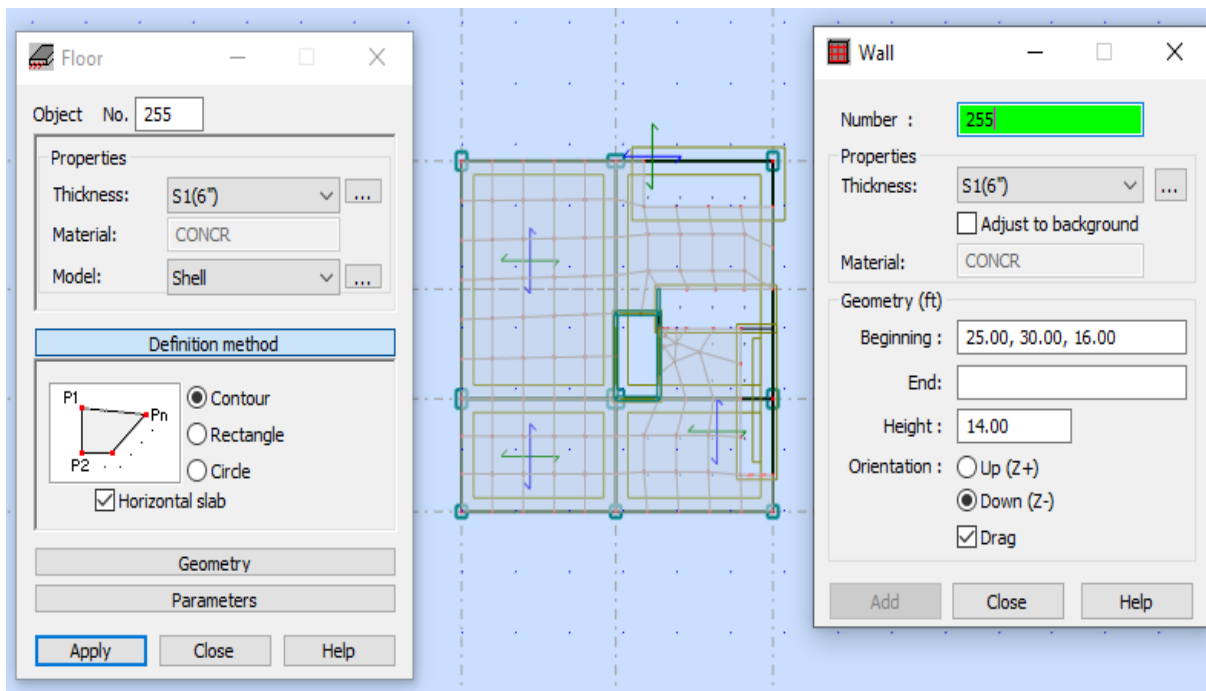 Floor
Object No. 255
Properties
Thickness: S1(6") ...
Material: CONCR
Model: Shell ...
Definition method
P1
Pn
P2
Contour
Rectangle
Circle
Horizontal slab
Geometry
Parameters
Apply Close Help
Wall
Number : 255
Properties
Thickness: S1(6") ...
Adjust to background
Material: CONCR
Geometry (ft)
Beginning : 25.00, 30.00, 16.00
End:
Height : 14.00
Orientation : Up (Z+)
Down (Z-)
Drag
Add Close Help